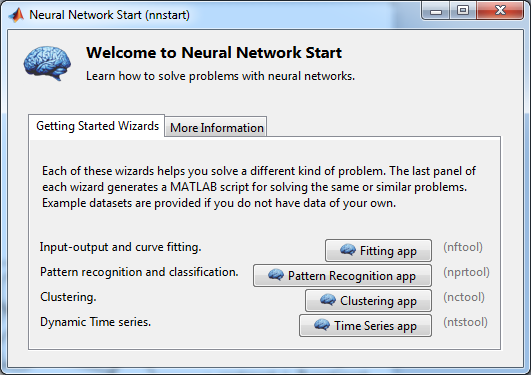 Neural Network Start (nnstart)
Welcome to Neural Network Start
Learn how to solve problems with neural networks.
Getting Started Wizards
More Information
Each of these wizards helps you solve a different kind of problem. The last panel of
each wizard generates a MATLAB script for solving the same or similar problems.
Example datasets are provided if you do not have data of your own.
Input-output and curve fitting. Fitting app (nftool)
Pattern recognition and classification. Pattern Recognition app (nprtool)
Clustering. Clustering app (nctool)
Dynamic Time series. Time Series app (ntstool)